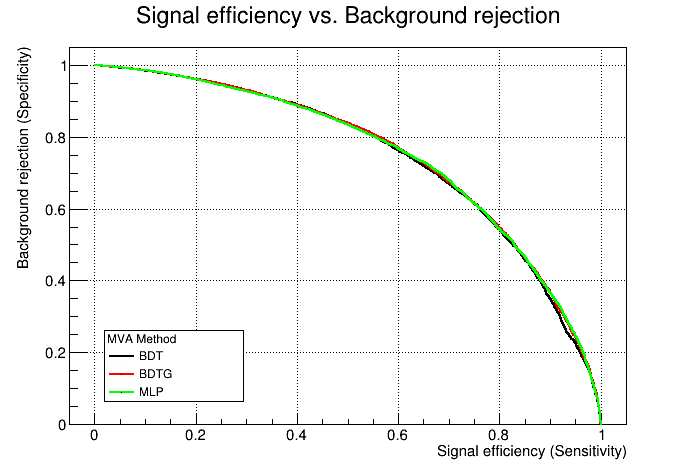 Signal efficiency vs. Background rejection
Background rejection (Specificity)
1
0.8
0.6
0.4
0.2
0
MVA Method
BDT
BDTG
MLP
0 0.2 0.4 0.6 0.8 1
Signal efficiency (Sensitivity)